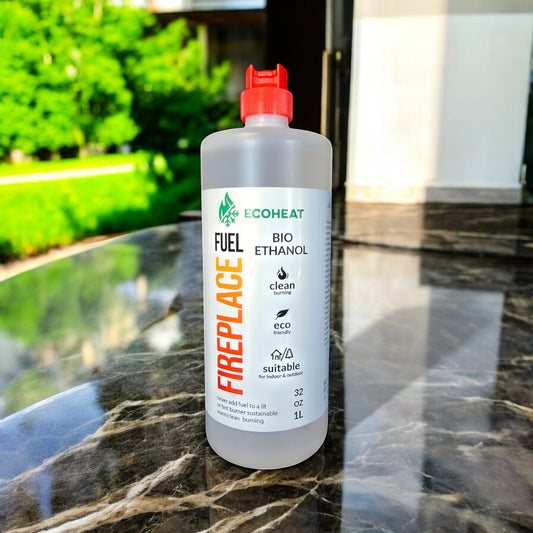 ECOHEAT
FUEL
FIREPLACE
BIO
ETHANOL
clean
burning
eco
friendly
suitable
for indoor & outdoor
never add fuel to a lit
or hot burner sustainable
warmclean burning
32
OZ
1L